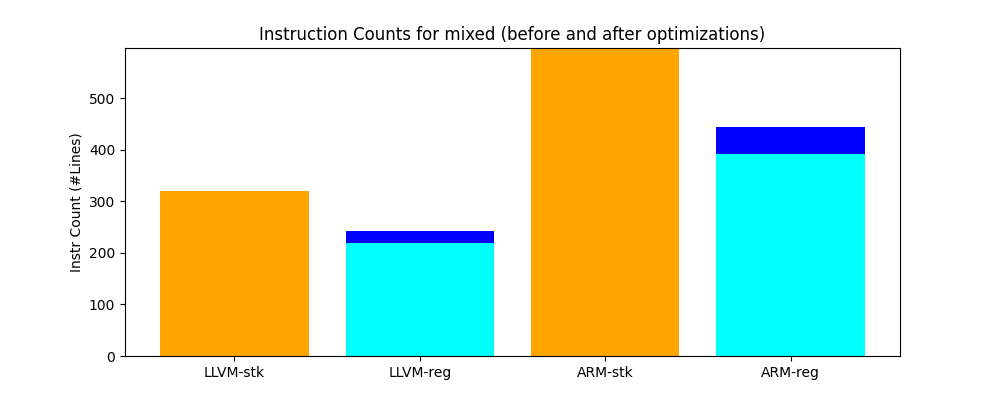 Instruction Counts for mixed (before and after optimizations)
Instr Count (#Lines)
500
400
300
200
100
0
LLVM-stk
LLVM-reg
ARM-stk
ARM-reg